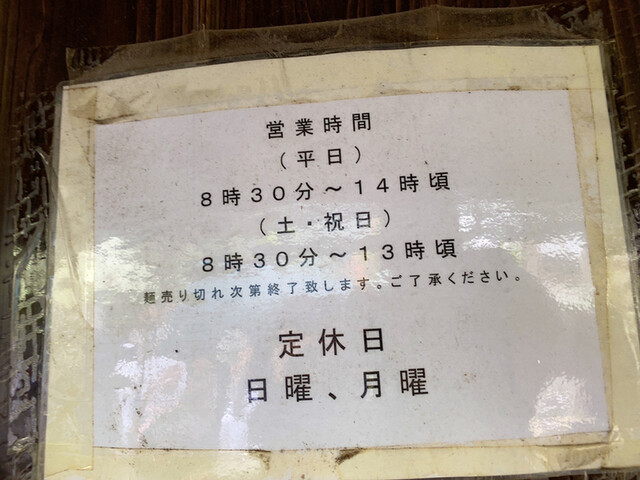 営業時間
(平日)
8時30分～14時頃
(土・祝日)
8時30分～13時頃
麺売り切れ次第終了致します。ご了承ください。
定休日
日曜、月曜